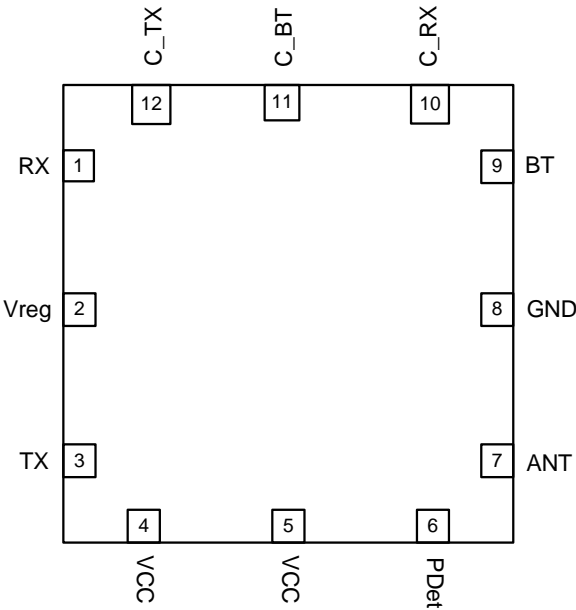 C_TX
C_BT
C_RX
12
11
10
RX 1
9 BT
Vreg 2
8 GND
TX 3
7 ANT
4
5
6
VCC
VCC
PDet